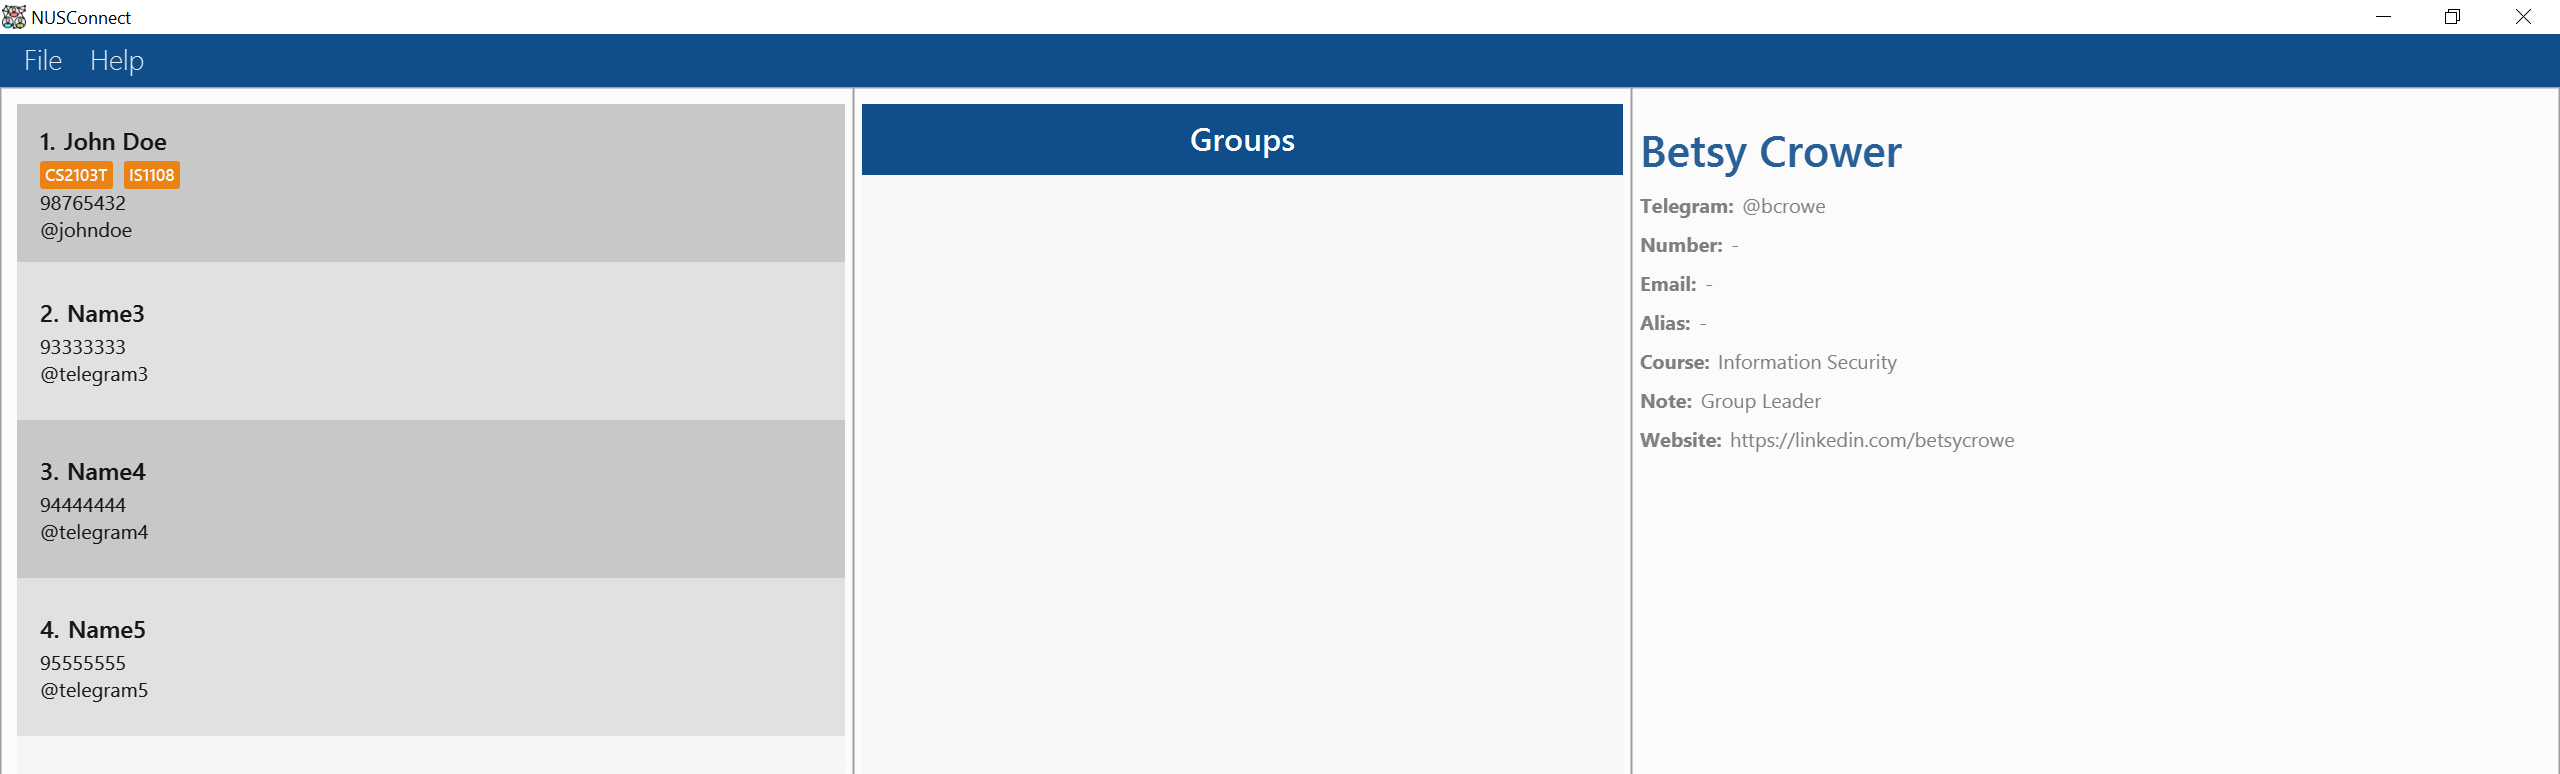 NUSConnect
File Help
1. John Doe
CS2103T IS1108
98765432
@johndoe
2. Name3
93333333
@telegram3
3. Name4
94444444
@telegram4
4. Name5
95555555
@telegram5
Groups
Betsy Crower
Telegram: @bcrowe
Number: -
Email: -
Alias: -
Course: Information Security
Note: Group Leader
Website: https://linkedin.com/betsycrowe